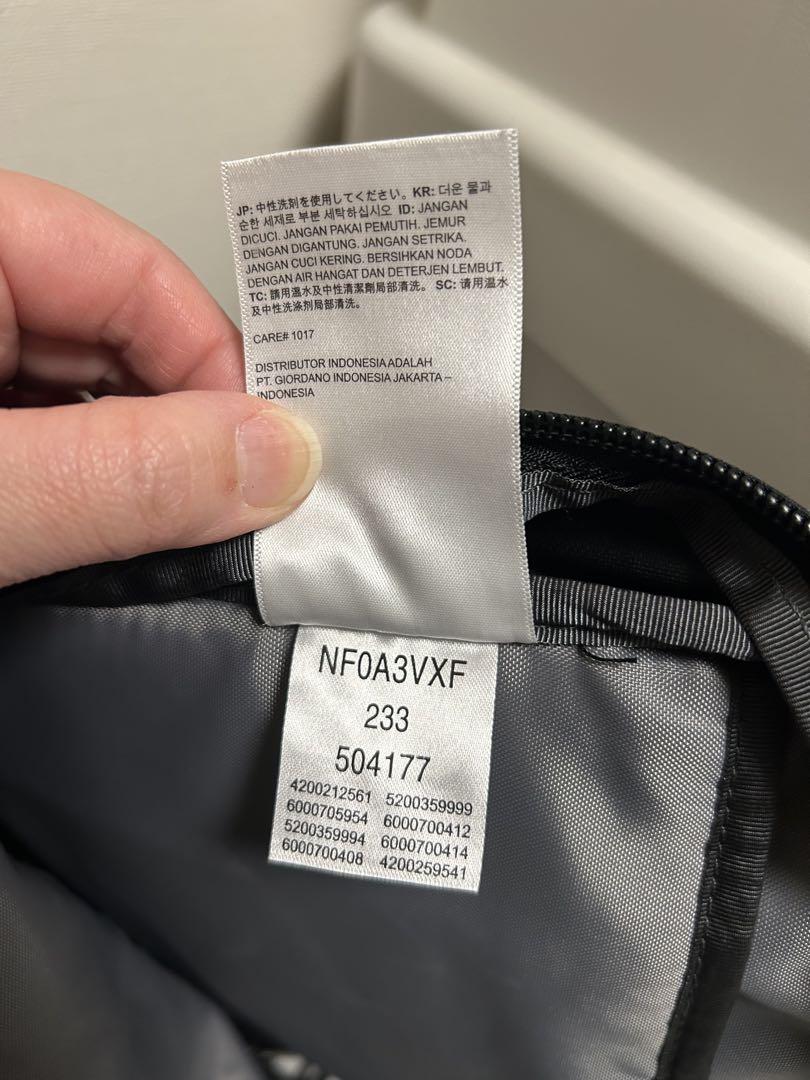 JP: 中性洗剤を使用してください。KR: 더운 물과
순한 세제로 부분 세탁하십시오 ID: JANGAN
DICUCI. JANGAN PAKAI PEMUTIH. JEMUR
DENGAN DIGANTUNG. JANGAN SETRIKA.
JANGAN CUCI KERING. BERSIHKAN NODA
DENGAN AIR HANGAT DAN DETERJEN LEMBUT.
TC: 請用溫水及中性清潔劑局部清洗。 SC: 请用温水
及中性洗涤剂局部清洗。
CARE# 1017
DISTRIBUTOR INDONESIA ADALAH
PT. GIORDANO INDONESIA JAKARTA –
INDONESIA
NF0A3VXF
233
504177
4200212561 5200359999
6000705954 6000700412
5200359994 6000700414
6000700408 4200259541